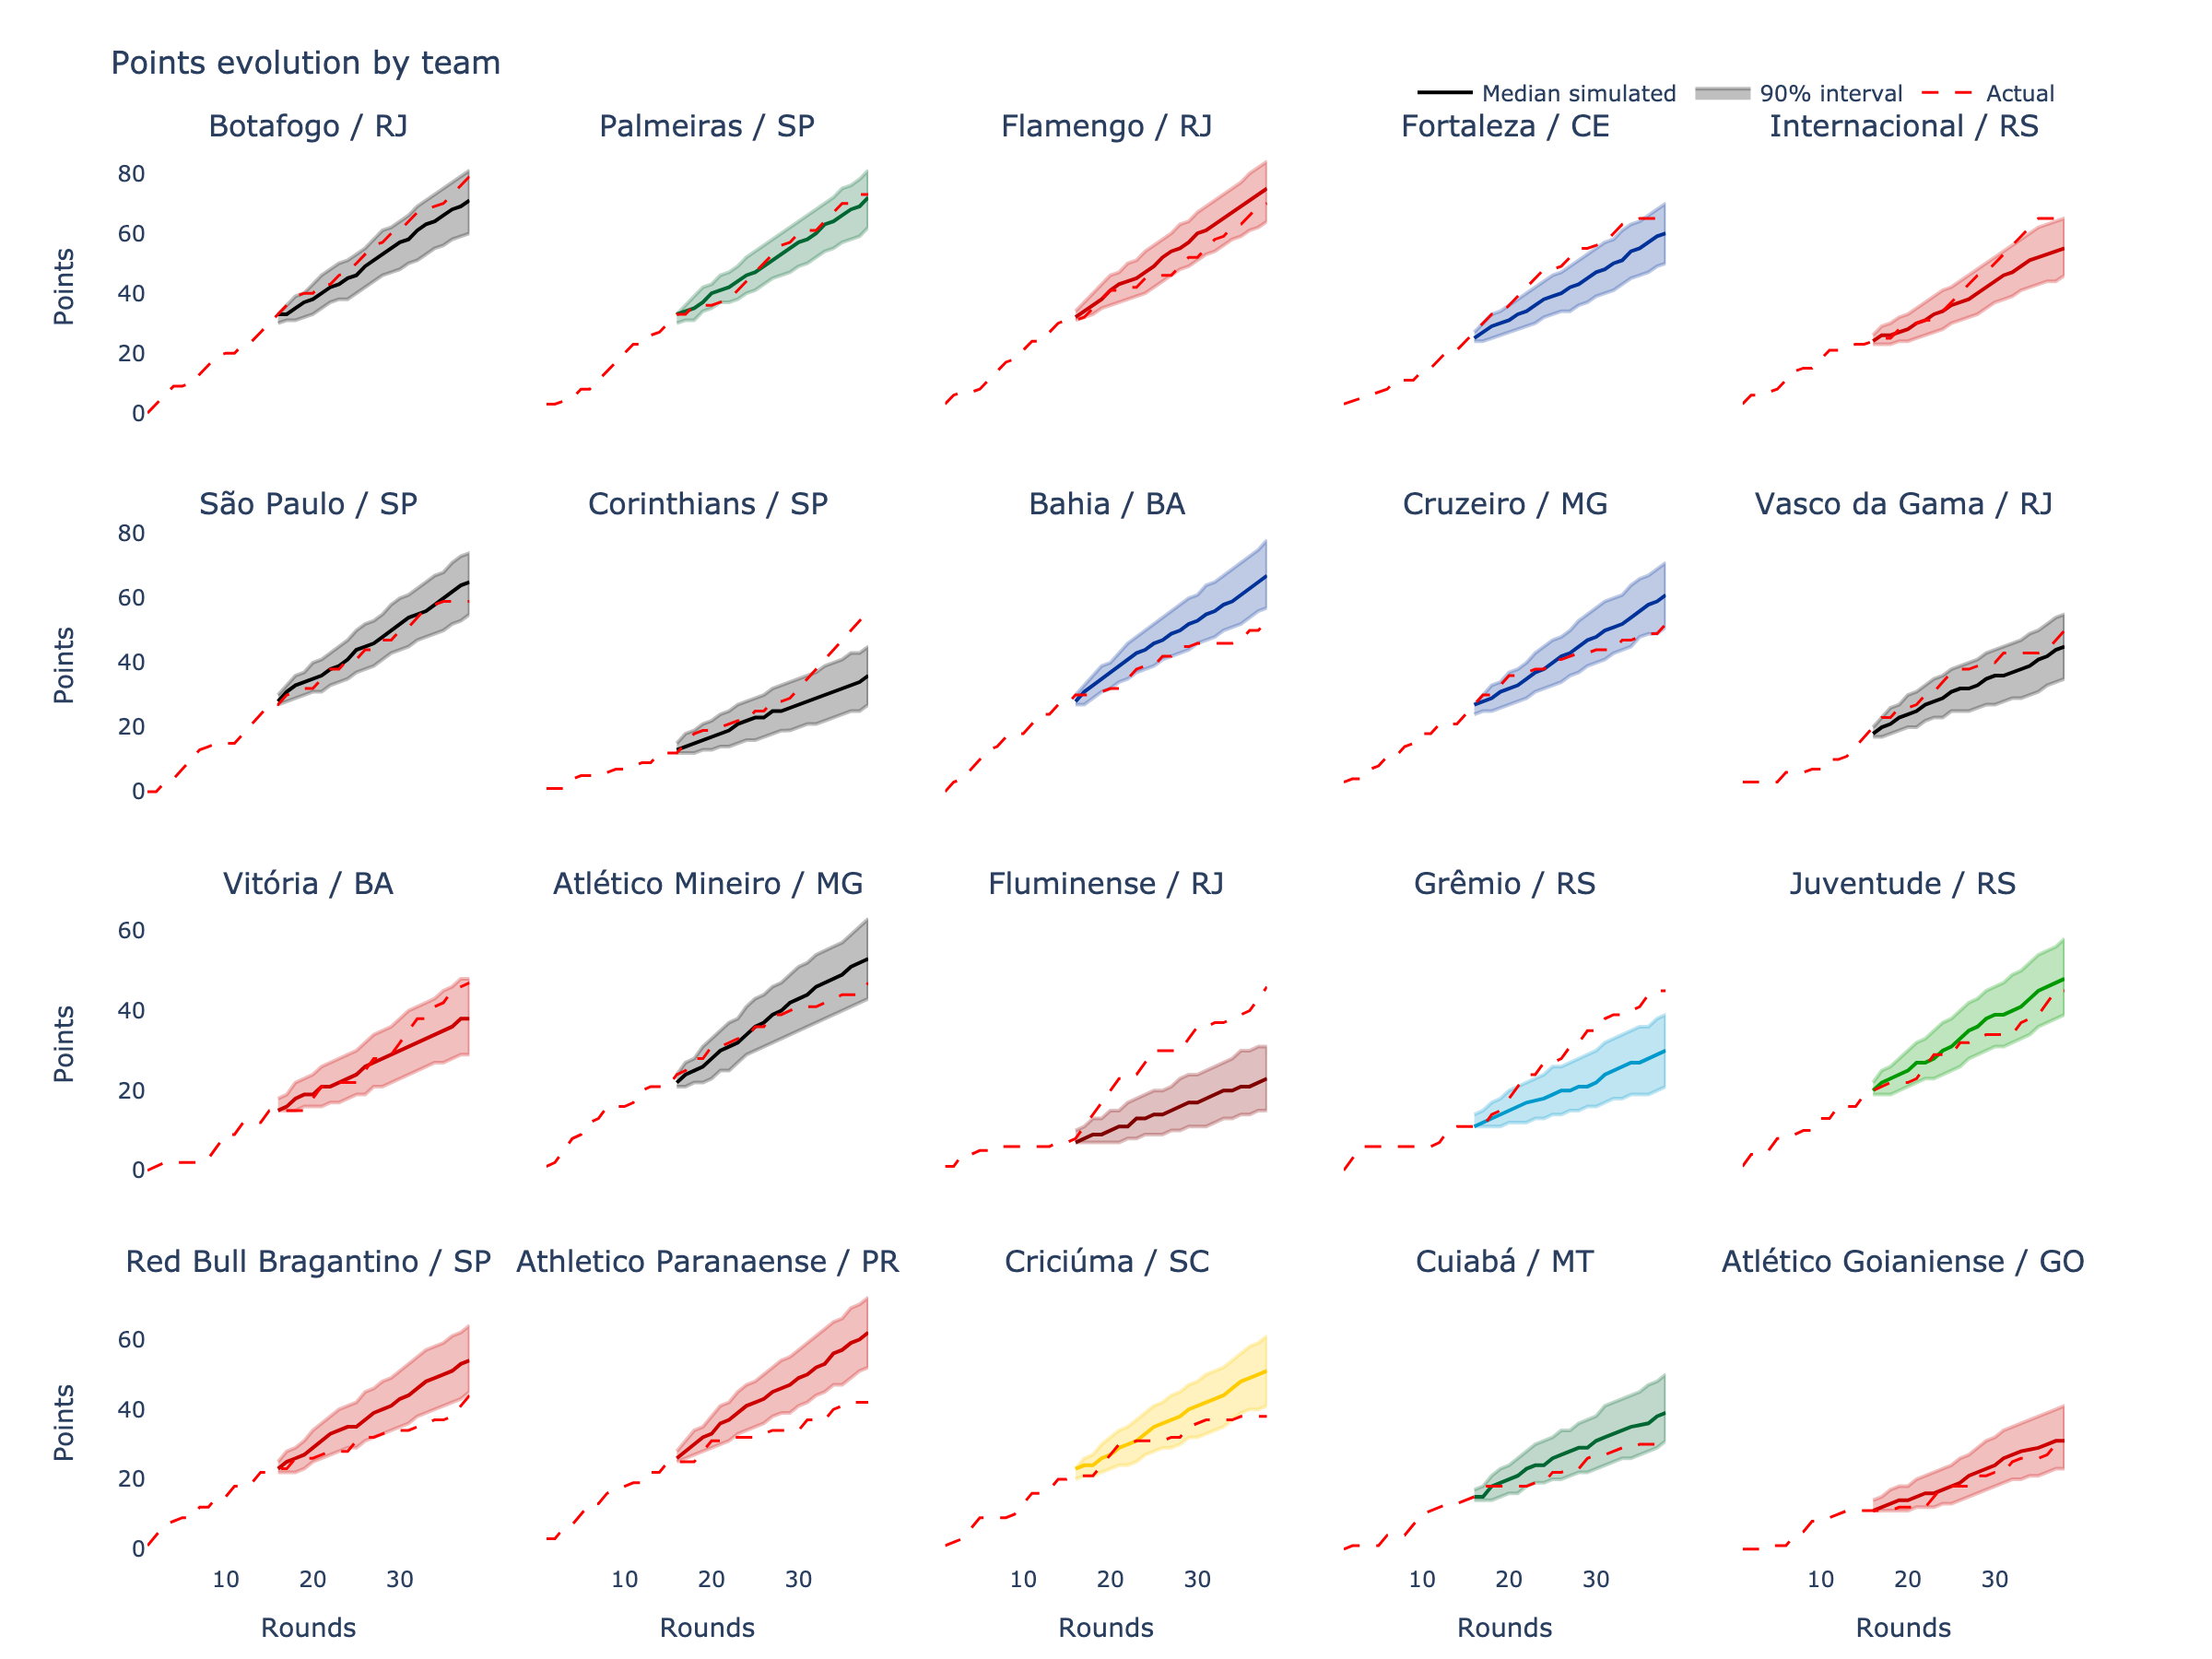 Points evolution by team
Median simulated 90% interval Actual
Botafogo / RJ Palmeiras / SP Flamengo / RJ Fortaleza / CE Internacional / RS
80
60
40
20
0
Points
São Paulo / SP Corinthians / SP Bahia / BA Cruzeiro / MG Vasco da Gama / RJ
80
60
40
20
0
Points
Vitória / BA Atlético Mineiro / MG Fluminense / RJ Grêmio / RS Juventude / RS
60
40
20
0
Points
Red Bull Bragantino / SP Athletico Paranaense / PR Criciúma / SC Cuiabá / MT Atlético Goianiense / GO
60
40
20
0
Points
10 20 30 10 20 30 10 20 30 10 20 30 10 20 30
Rounds Rounds Rounds Rounds Rounds